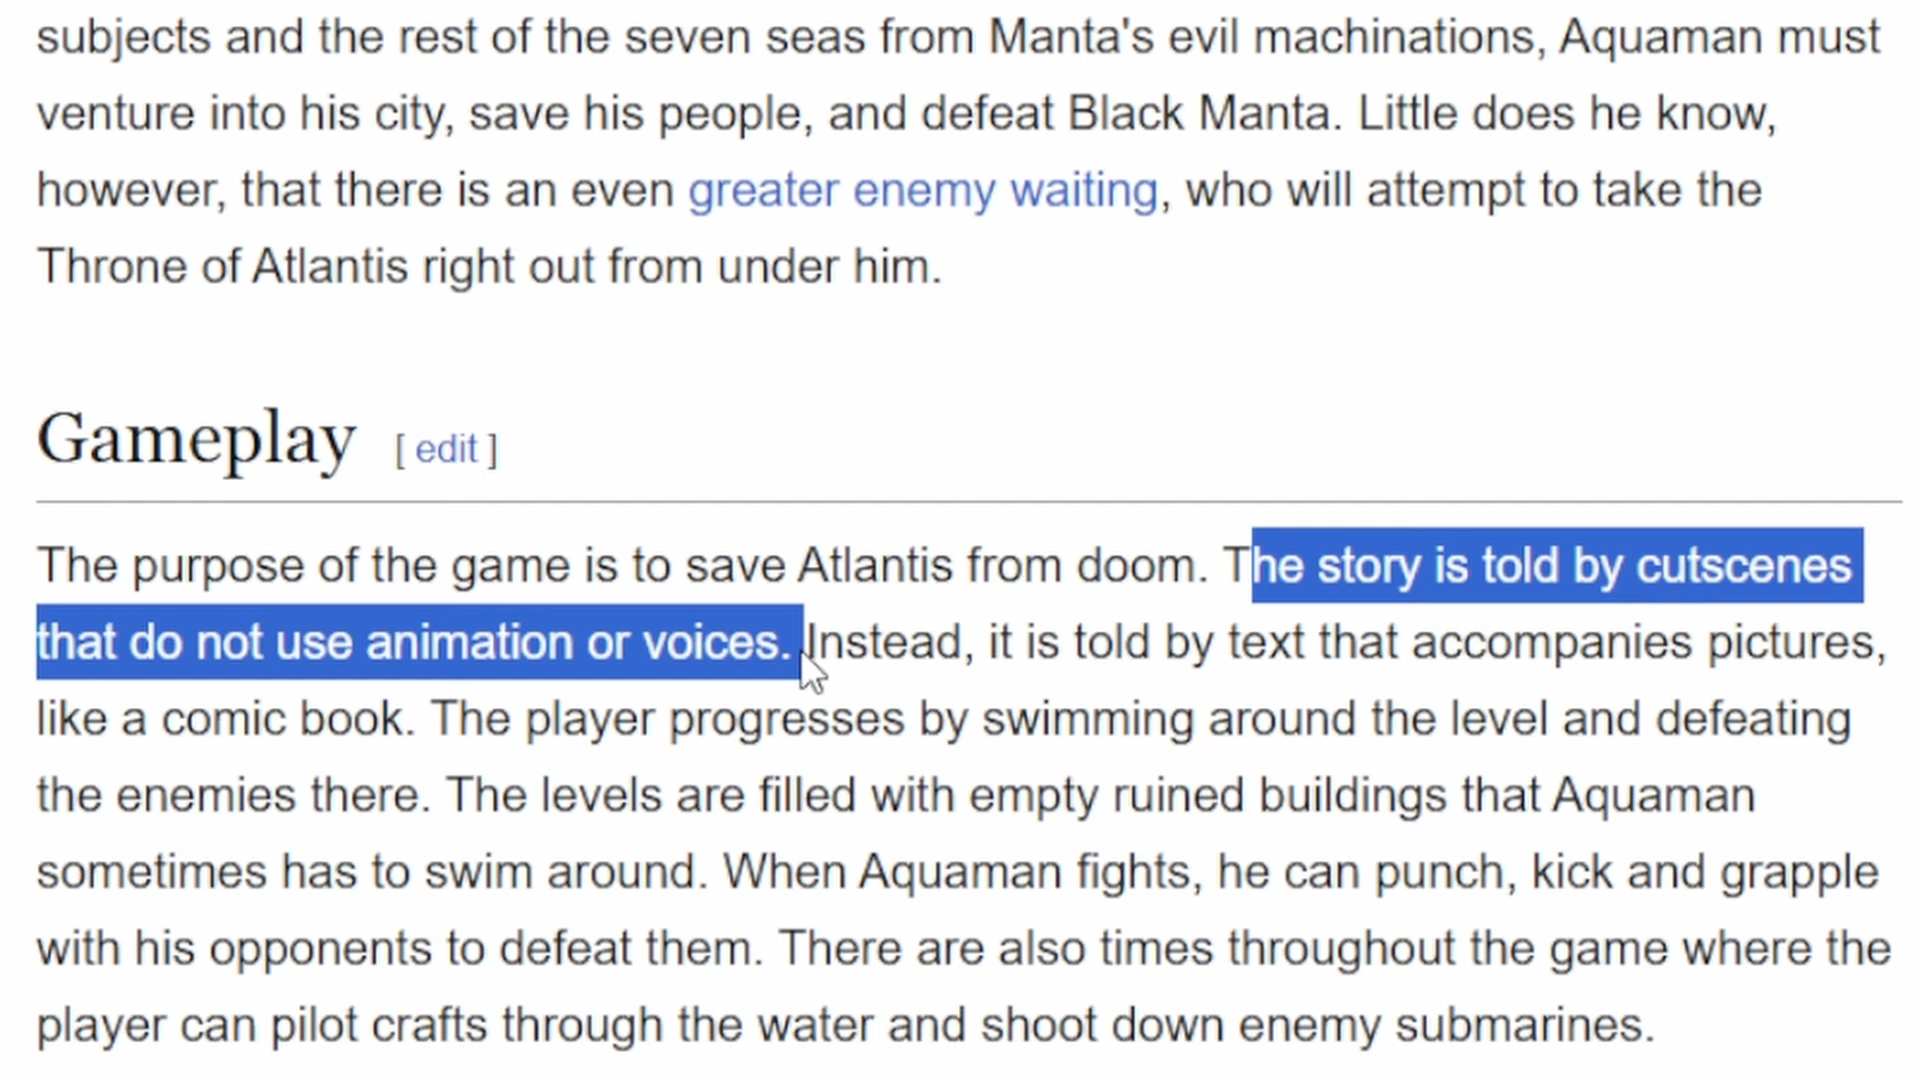 subjects and the rest of the seven seas from Manta's evil machinations, Aquaman must
venture into his city, save his people, and defeat Black Manta. Little does he know,
however, that there is an even greater enemy waiting, who will attempt to take the
Throne of Atlantis right out from under him.
Gameplay [ edit ]
The purpose of the game is to save Atlantis from doom. The story is told by cutscenes
that do not use animation or voices. Instead, it is told by text that accompanies pictures,
like a comic book. The player progresses by swimming around the level and defeating
the enemies there. The levels are filled with empty ruined buildings that Aquaman
sometimes has to swim around. When Aquaman fights, he can punch, kick and grapple
with his opponents to defeat them. There are also times throughout the game where the
player can pilot crafts through the water and shoot down enemy submarines.